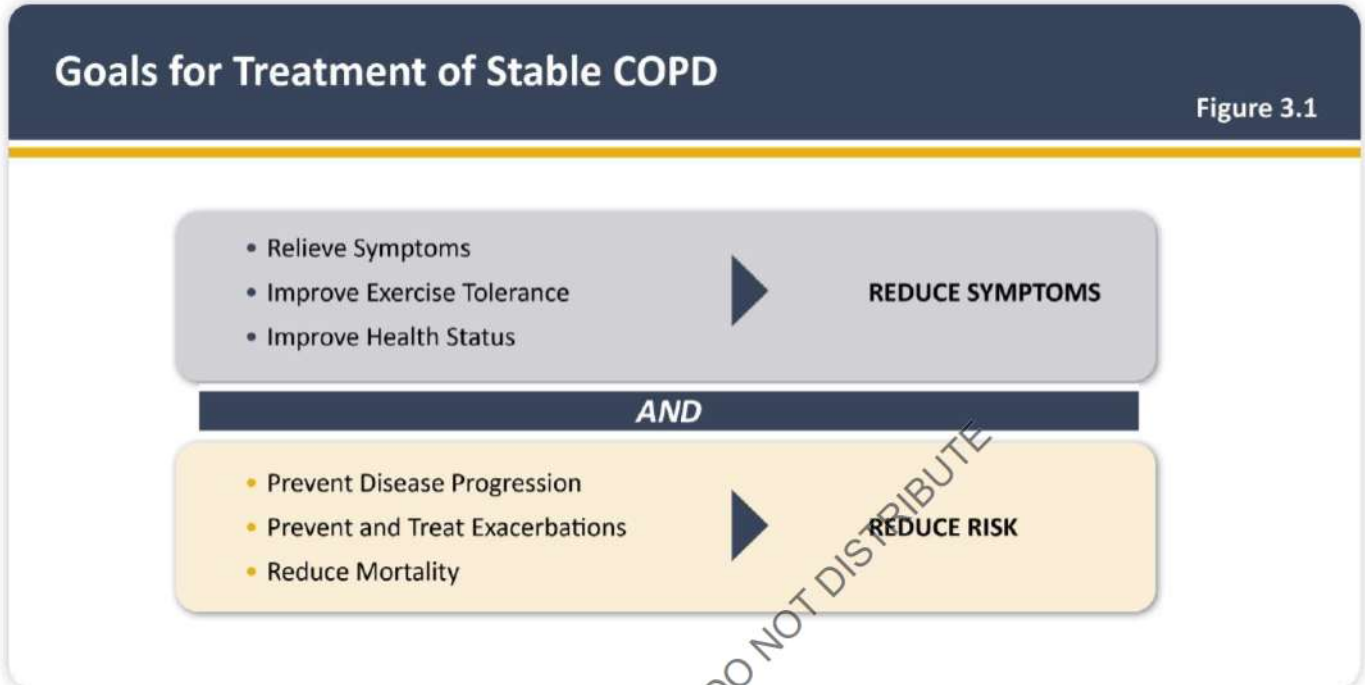 Goals for Treatment of Stable COPD
Figure 3.1
• Relieve Symptoms
• Improve Exercise Tolerance
• Improve Health Status
REDUCE SYMPTOMS
AND
• Prevent Disease Progression
• Prevent and Treat Exacerbations
• Reduce Mortality
REDUCE RISK
DO NOT DISTRIBUTE